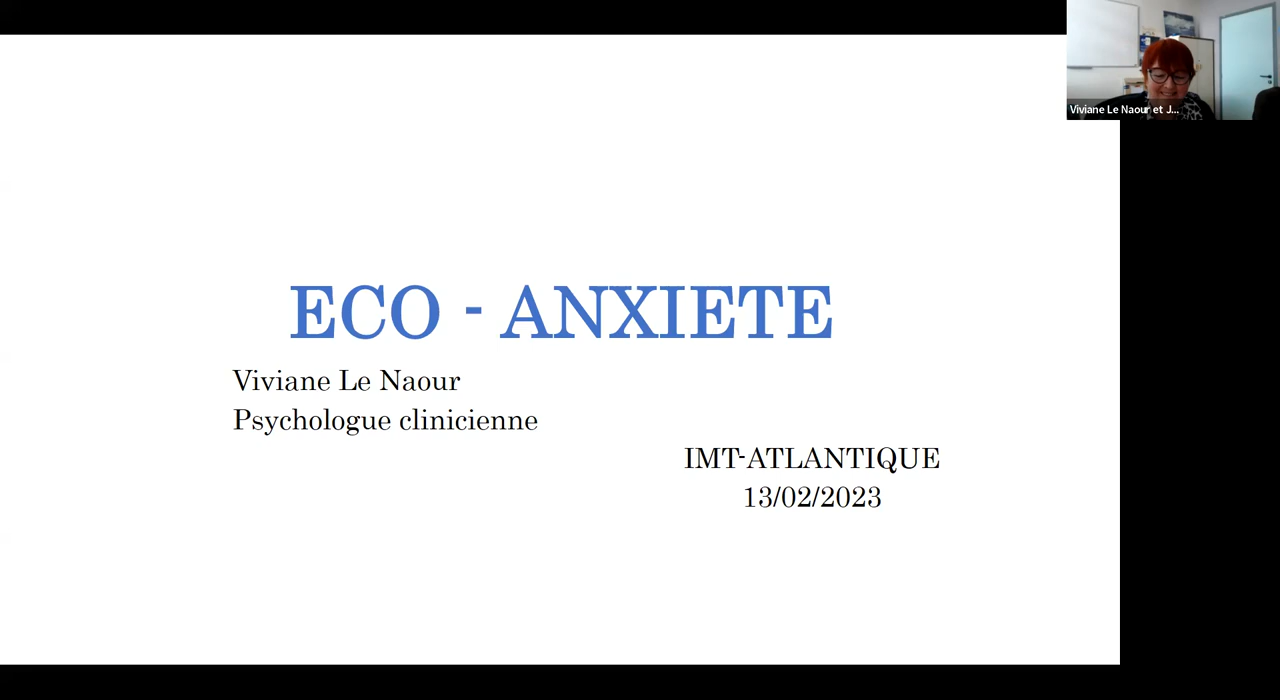 Viviane Le Naour et J...
ECO - ANXIETE
Viviane Le Naour
Psychologue clinicienne
IMT-ATLANTIQUE
13/02/2023